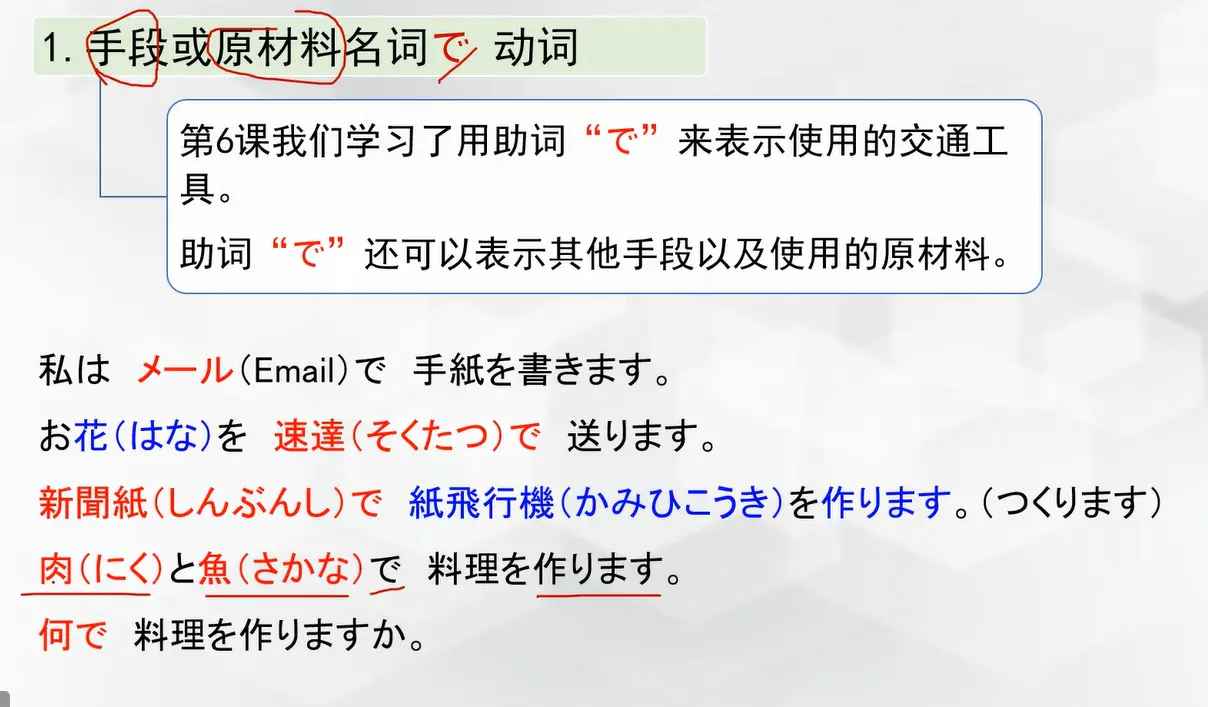 1. 手段或原材料名词で 动词
第6课我们学习了用助词“で”来表示使用的交通工
具。
助词“で”还可以表示其他手段以及使用的原材料。
私は メール（Email）で 手紙を書きます。
お花（はな）を 速達（そくたつ）で 送ります。
新聞紙（しんぶんし）で 紙飛行機（かみひこうき）を作ります。（つくります）
肉（にく）と魚（さかな）で 料理を作ります。
何で 料理を作りますか。